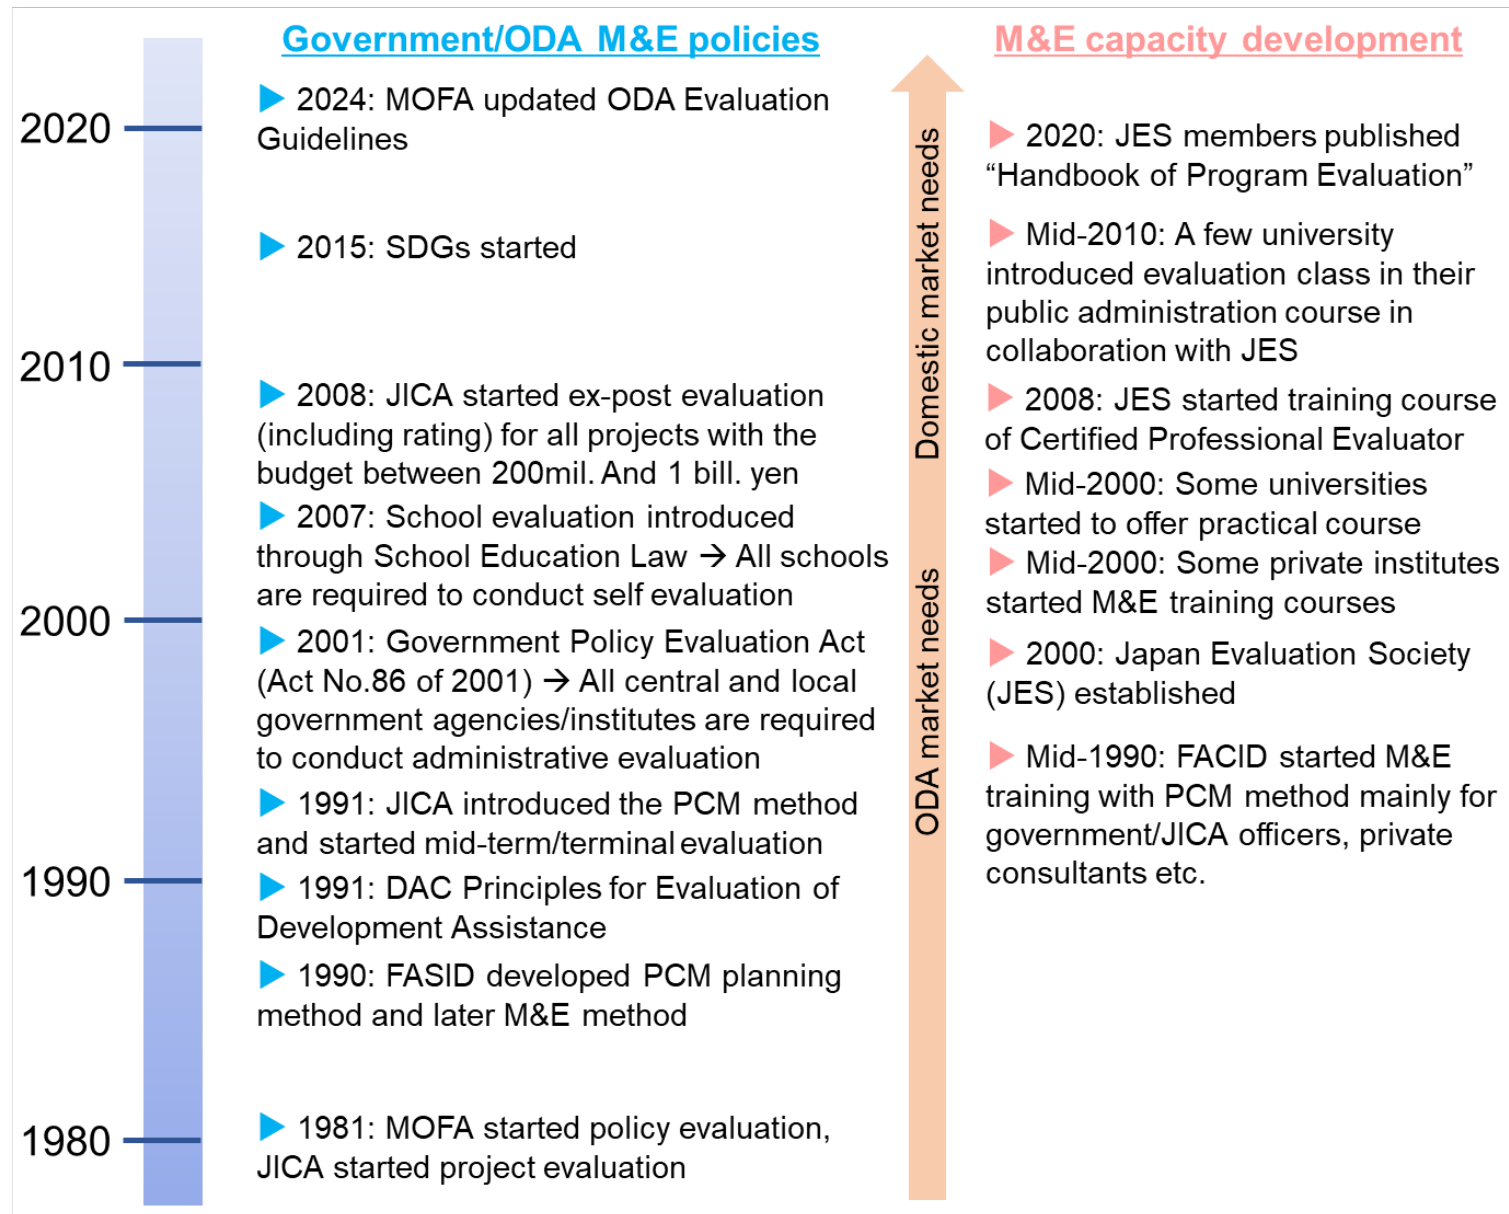 Government/ODA M&E policies
2024: MOFA updated ODA Evaluation
Guidelines
2015: SDGs started
2008: JICA started ex-post evaluation
(including rating) for all projects with the
budget between 200mil. And 1 bill. yen
2007: School evaluation introduced
through School Education Law → All schools
are required to conduct self evaluation
2001: Government Policy Evaluation Act
(Act No.86 of 2001) → All central and local
government agencies/institutes are required
to conduct administrative evaluation
1991: JICA introduced the PCM method
and started mid-term/terminal evaluation
1991: DAC Principles for Evaluation of
Development Assistance
1990: FASID developed PCM planning
method and later M&E method
1981: MOFA started policy evaluation,
JICA started project evaluation
2020
2010
2000
1990
1980
Domestic market needs
ODA market needs
M&E capacity development
2020: JES members published
“Handbook of Program Evaluation”
Mid-2010: A few university
introduced evaluation class in their
public administration course in
collaboration with JES
2008: JES started training course
of Certified Professional Evaluator
Mid-2000: Some universities
started to offer practical course
Mid-2000: Some private institutes
started M&E training courses
2000: Japan Evaluation Society
(JES) established
Mid-1990: FACID started M&E
training with PCM method mainly for
government/JICA officers, private
consultants etc.